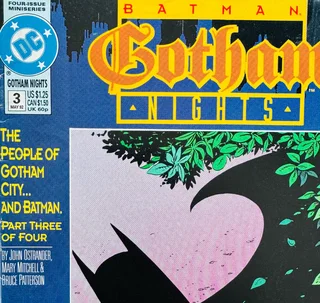 FOUR-ISSUE
MINISERIES
DC
GOTHAM NIGHTS
3
MAY 92
US $1.25
CAN $1.50
UK 60p
BATMAN
Gotham
NIGHTS
TM
THE
PEOPLE OF
GOTHAM
CITY...
AND BATMAN.
PART THREE
OF FOUR
BY JOHN OSTRANDER,
MARY MITCHELL &
BRUCE PATTERSON